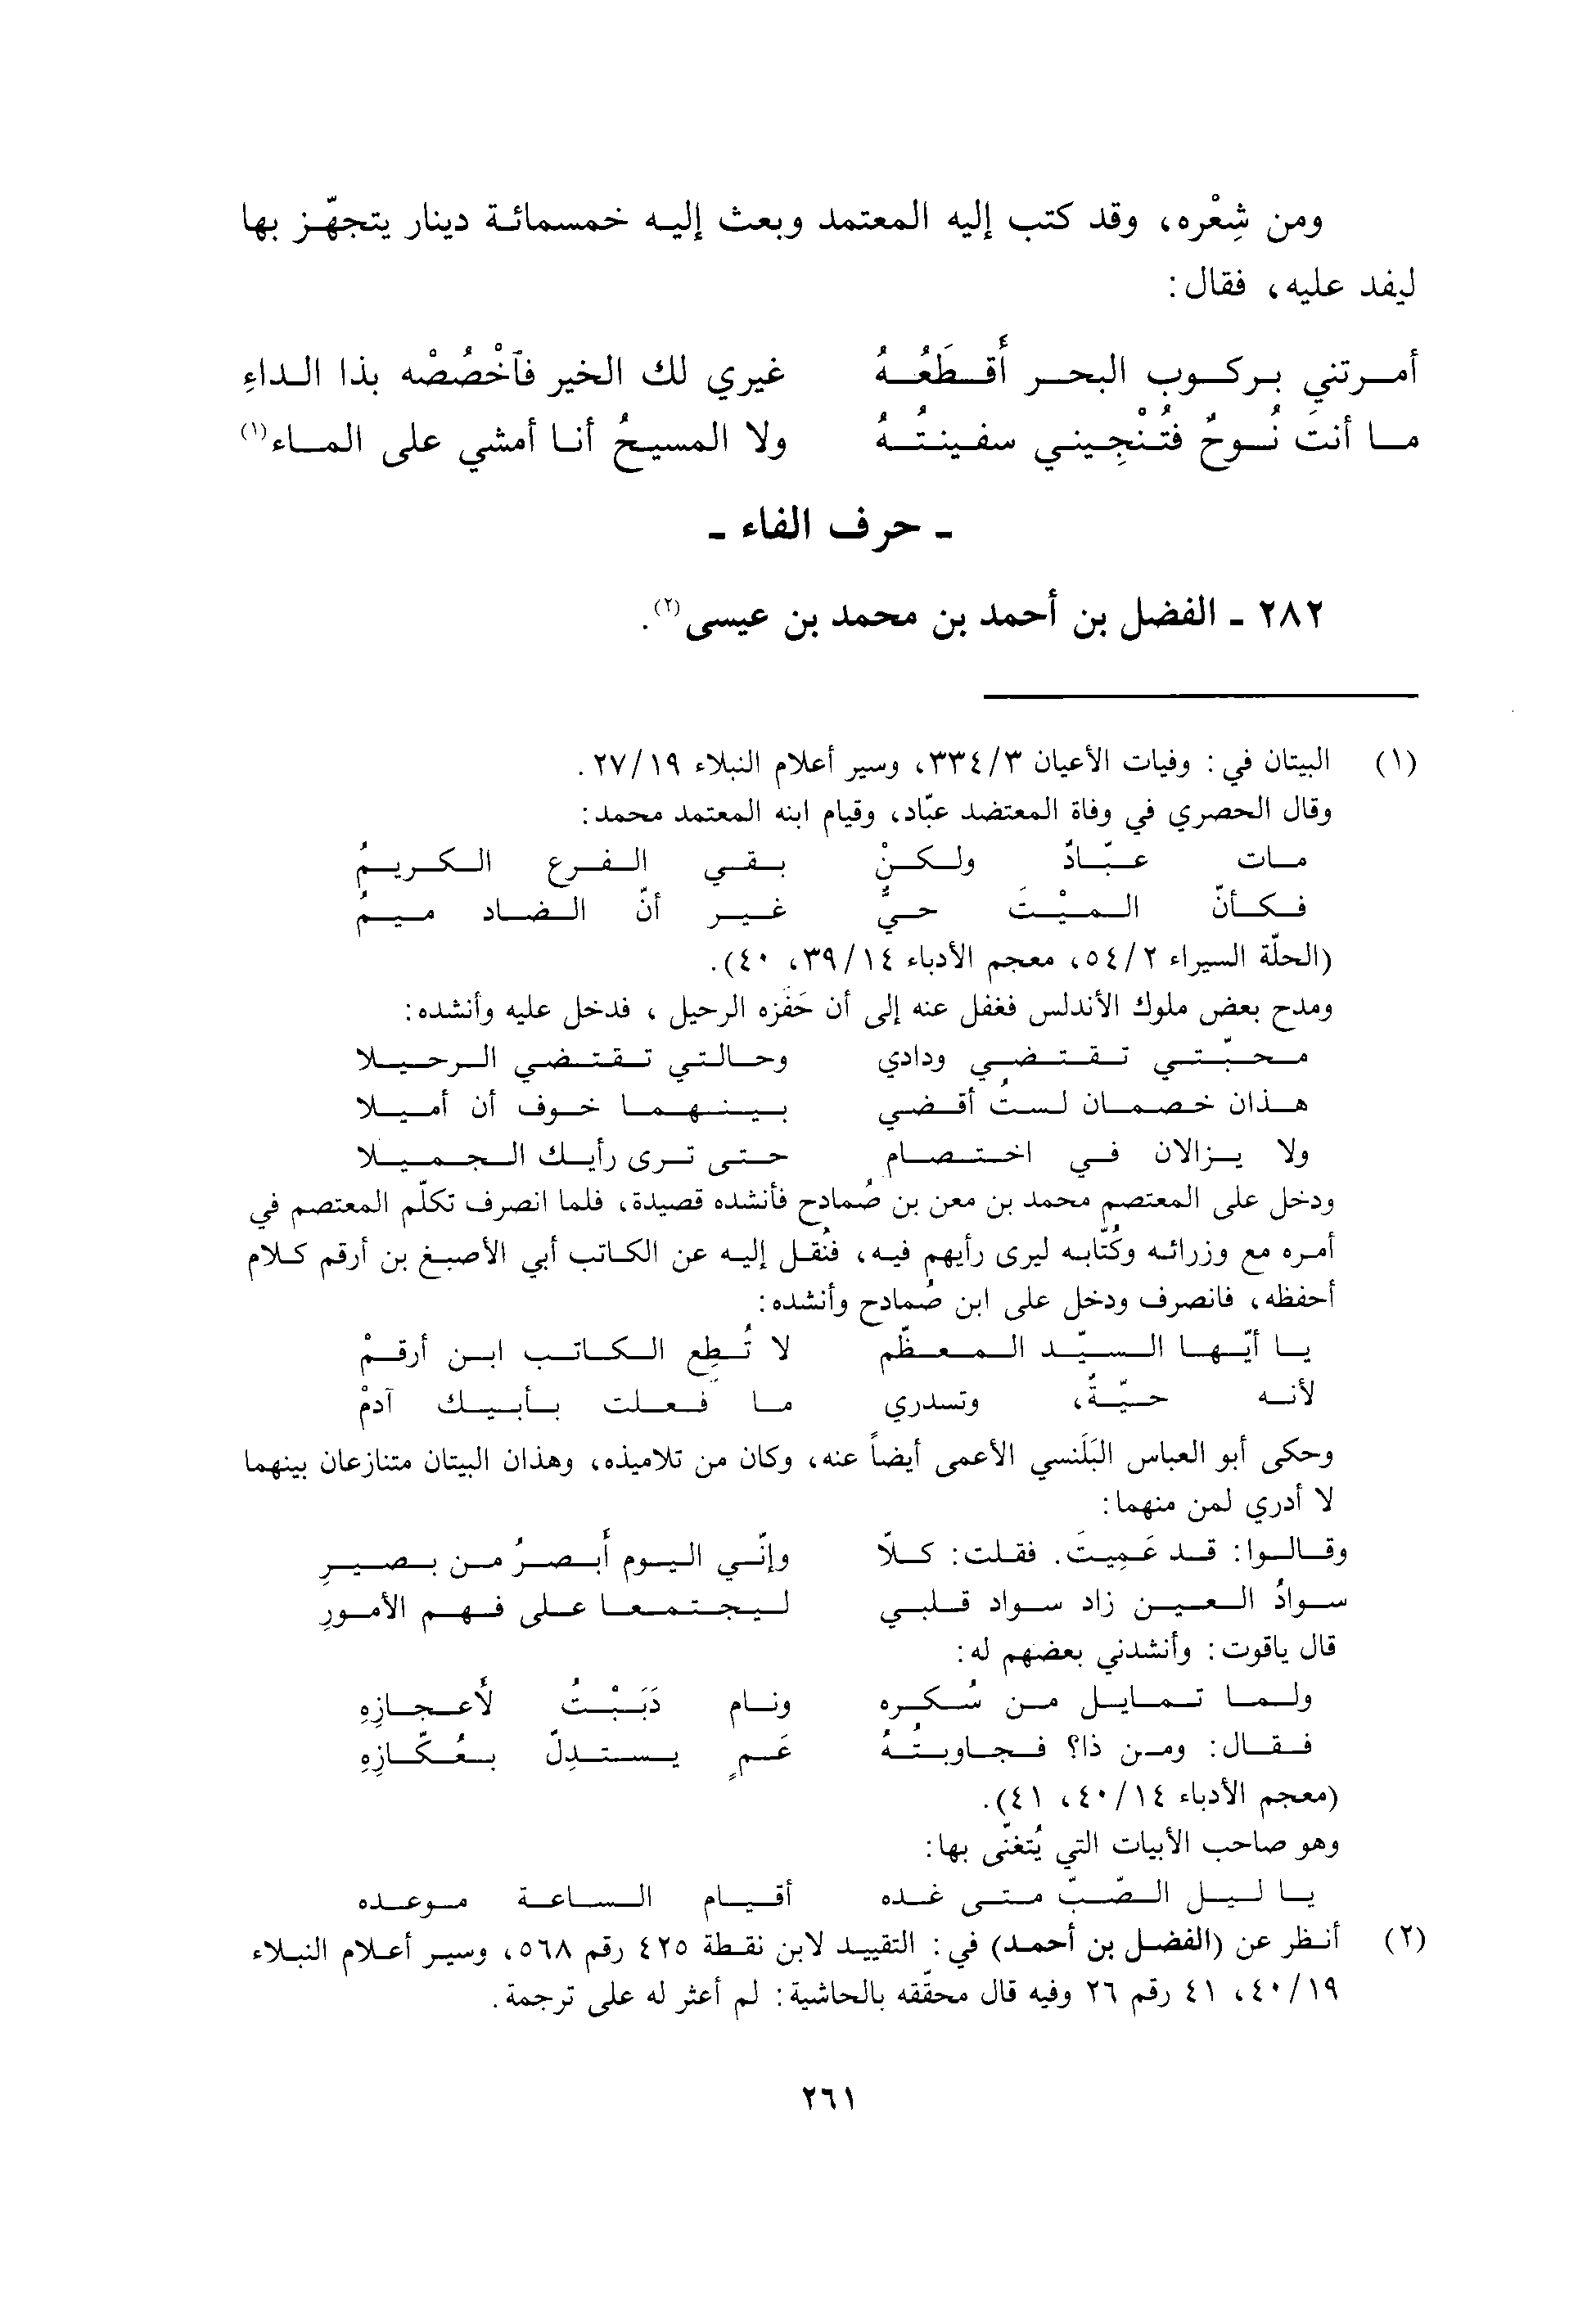 ومن شِعْره، وقد كتب إليه المعتمد وبعث إليه خمسمائة دينار يتجهّز بها
ليفد عليه، فقال:
أمرتني بركوب البحر أَقطَعُهُ غيري لك الخير فٱخْصُصْه بذا الداءِ
ما أنتَ نُوحٌ فتُنْجِيني سفينتُهُ ولا المسيحُ أنا أمشي على الماء(١)
- حرف الفاء -
٢٨٢ - الفضل بن أحمد بن محمد بن عيسى(٢).
(١) البيتان في: وفيات الأعيان ٣٣٤/٣، وسير أعلام النبلاء ٢٧/١٩.
وقال الحصري في وفاة المعتضد عبّاد، وقيام ابنه المعتمد محمد:
مات عبّادٌ ولكنْ بقي الفرع الكريمُ
فكأنّ الميْتَ حيٌّ غير أنّ الضاد ميمُ
(الحلّة السيراء ٥٤/٢، معجم الأدباء ٣٩/١٤، ٤٠).
ومدح بعض ملوك الأندلس فغفل عنه إلى أن حَفَزه الرحيل، فدخل عليه وأنشده:
محبّتي تقتضي ودادي وحالتي تقتضي الرحيلا
هذان خصمان لستُ أقضي بينهما خوف أن أميلا
ولا يزالان في اختصام حتى ترى رأيك الجميلا
ودخل على المعتصم محمد بن معن بن صُمادح فأنشده قصيدة، فلما انصرف تكلّم المعتصم في
أمره مع وزرائه وكُتّابه ليرى رأيهم فيه، فنُقل إليه عن الكاتب أبي الأصبغ بن أرقم كلام
أحفظه، فانصرف ودخل على ابن صُمادح وأنشده:
يا أيّها السيّد المعظّم لا تُطِع الكاتب ابن أرقمْ
لأنه حيّةٌ، وتسدري ما فعلت بأبيك آدمْ
وحكى أبو العباس البَلَنسي الأعمى أيضاً عنه، وكان من تلاميذه، وهذان البيتان متنازعان بينهما
لا أدري لمن منهما:
وقالوا: قد عَمِيتَ. فقلت: كلّا وإنّي اليوم أَبصرُ من بصيرِ
سوادُ العين زاد سواد قلبي ليجتمعا على فهم الأمورِ
قال ياقوت: وأنشدني بعضهم له:
ولما تمايل من سُكره ونام دَبَبْتُ لأَعجازِهِ
فقال: ومن ذا؟ فجاوبتُهُ عَمٍ يستدِلّ بعُكّازِهِ
(معجم الأدباء ٤٠/١٤، ٤١).
وهو صاحب الأبيات التي يُتغنّى بها:
يا ليل الصّبّ متى غده أقيام الساعة موعده
(٢) أنظر عن (الفضل بن أحمد) في: التقييد لابن نقطة ٤٢٥ رقم ٥٦٨، وسير أعلام النبلاء
٤٠/١٩، ٤١ رقم ٢٦ وفيه قال محقّقه بالحاشية: لم أعثر له على ترجمة.
٢٦١